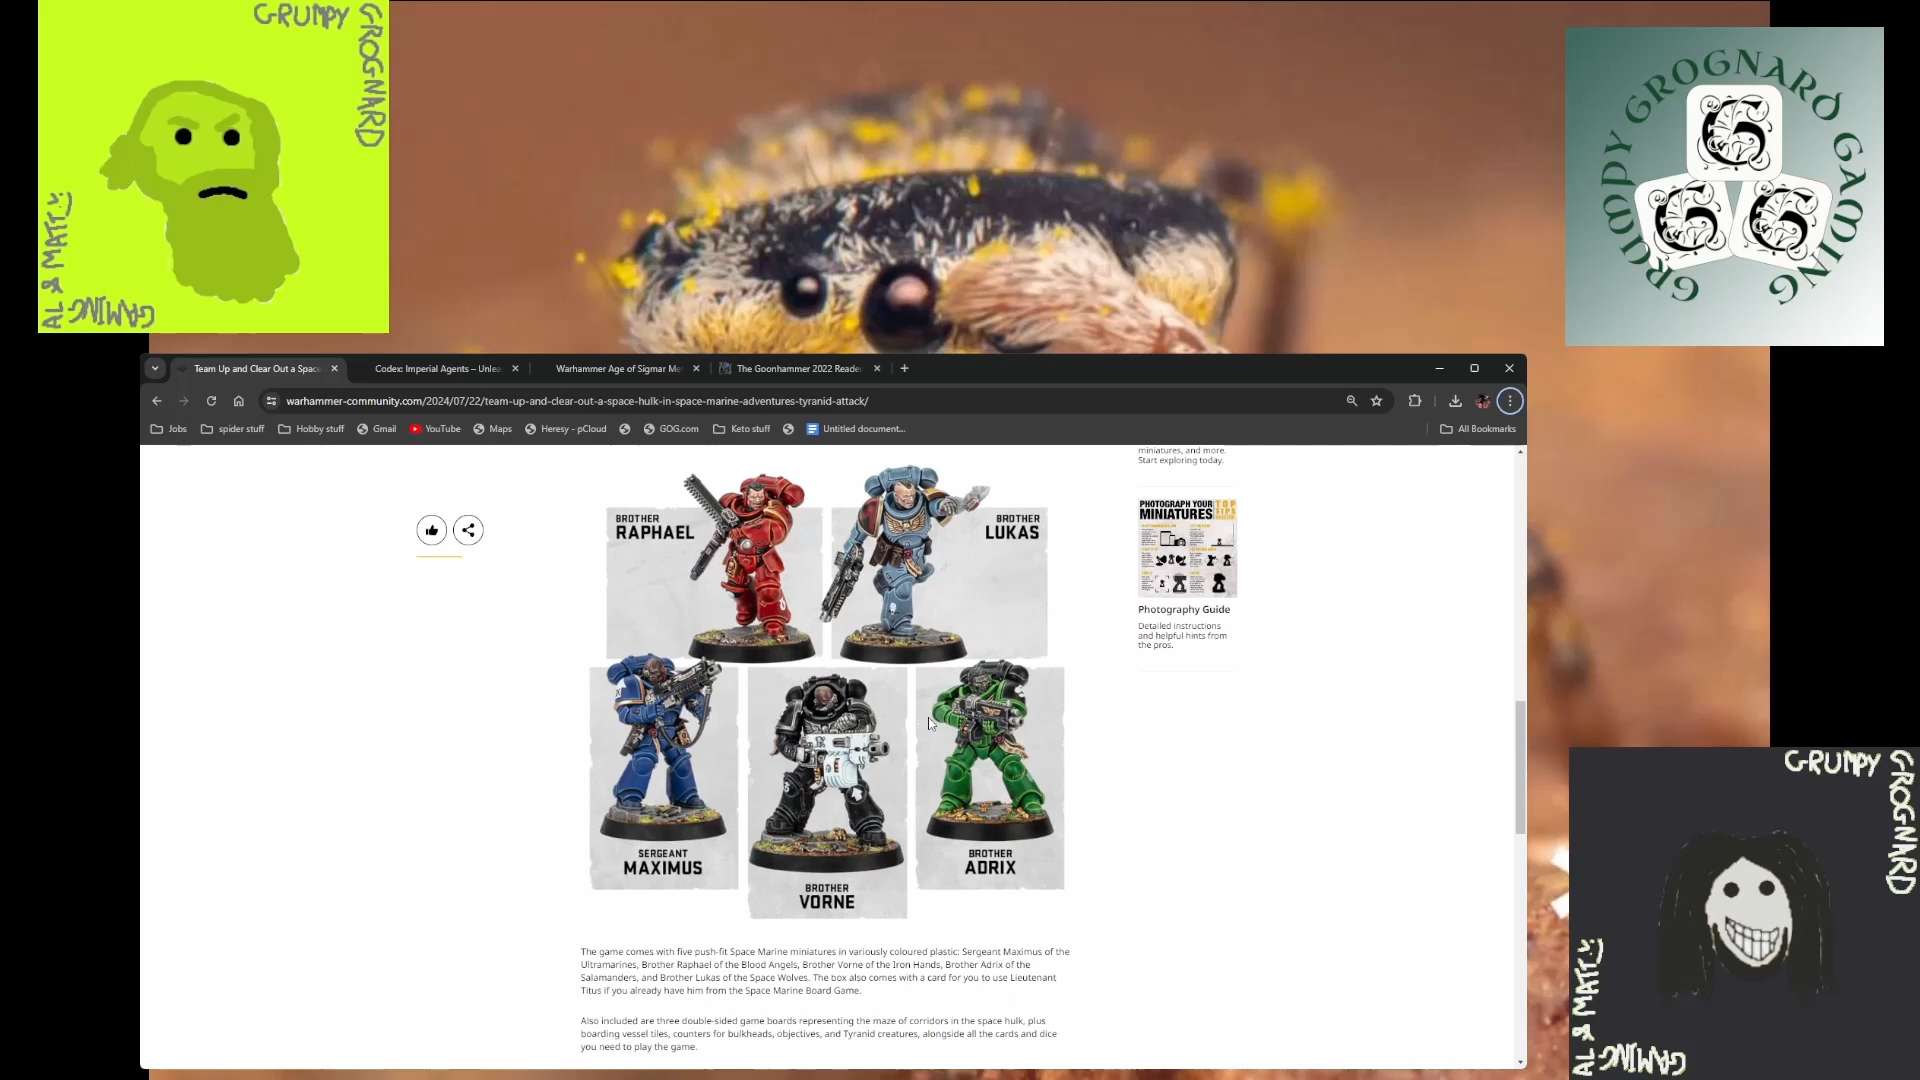 GRUMPY
GROGNARD
AL & MATT
GAMING
GRUMPY GROGNARD GAMING
G
G G
Team Up and Clear Out a Space
Codex: Imperial Agents – Unlea
Warhammer Age of Sigmar Me
The Goonhammer 2022 Reade
warhammer-community.com/2024/07/22/team-up-and-clear-out-a-space-hulk-in-space-marine-adventures-tyranid-attack/
Jobs
spider stuff
Hobby stuff
Gmail
YouTube
Maps
Heresy - pCloud
GOG.com
Keto stuff
Untitled document...
All Bookmarks
miniatures, and more.
Start exploring today.
BROTHER
RAPHAEL
BROTHER
LUKAS
PHOTOGRAPH YOUR
MINIATURES
TOP
TIPS
Photography Guide
Detailed instructions
and helpful hints from
the pros.
SERGEANT
MAXIMUS
BROTHER
VORNE
BROTHER
ADRIX
The game comes with five push-fit Space Marine miniatures in variously coloured plastic: Sergeant Maximus of the
Ultramarines, Brother Raphael of the Blood Angels, Brother Vorne of the Iron Hands, Brother Adrix of the
Salamanders, and Brother Lukas of the Space Wolves. The box also comes with a card for you to use Lieutenant
Titus if you already have him from the Space Marine Board Game.
Also included are three double-sided game boards representing the maze of corridors in the space hulk, plus
boarding vessel tiles, counters for bulkheads, objectives, and Tyranid creatures, alongside all the cards and dice
you need to play the game.
GRUMPY
GROGNARD
AL & MATT
GAMING